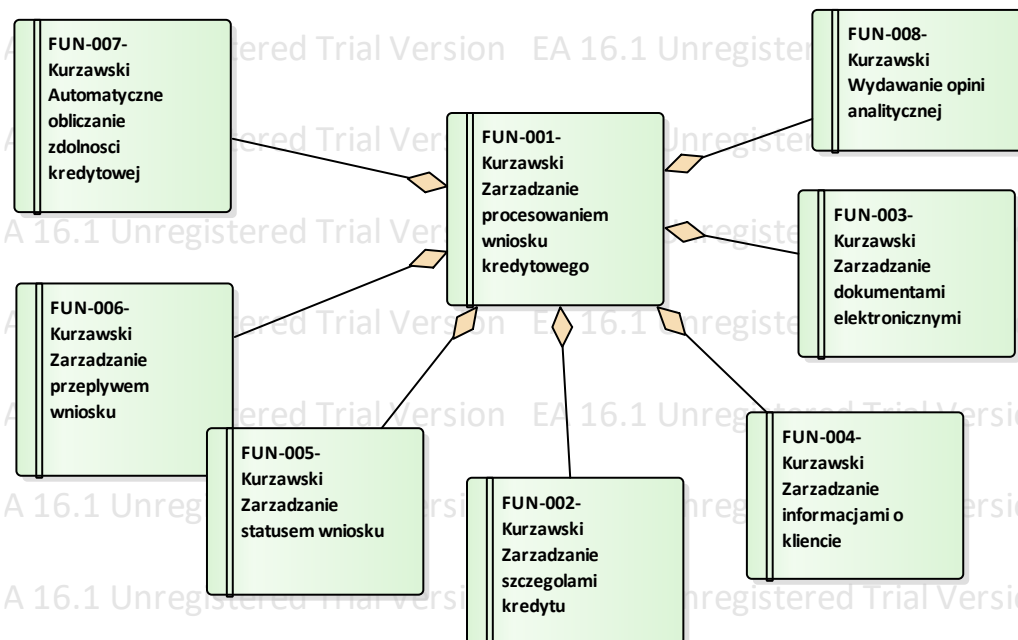 FUN-007-
Kurzawski
Automatyczne
obliczanie
zdolnosci
kredytowej
FUN-001-
Kurzawski
Zarzadzanie
procesowaniem
wniosku
kredytowego
FUN-008-
Kurzawski
Wydawanie opini
analitycznej
FUN-003-
Kurzawski
Zarzadzanie
dokumentami
elektronicznymi
FUN-006-
Kurzawski
Zarzadzanie
przeplywem
wniosku
FUN-005-
Kurzawski
Zarzadzanie
statusem wniosku
FUN-002-
Kurzawski
Zarzadzanie
szczegolami
kredytu
FUN-004-
Kurzawski
Zarzadzanie
informacjami o
kliencie
EA 16.1 Unregistered Trial Version